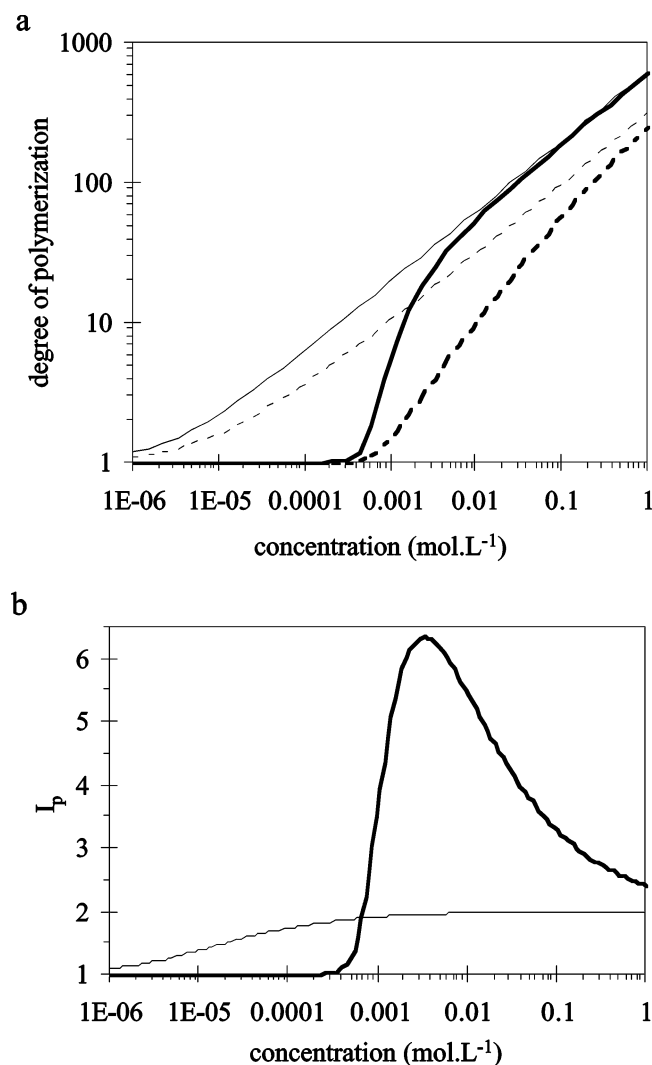 a
1000
100
10
1
degree of polymerization
1E-06 1E-05 0.0001 0.001 0.01 0.1 1
concentration (mol.L-1)
b
6
5
4
3
2
1
Ip
1E-06 1E-05 0.0001 0.001 0.01 0.1 1
concentration (mol.L-1)